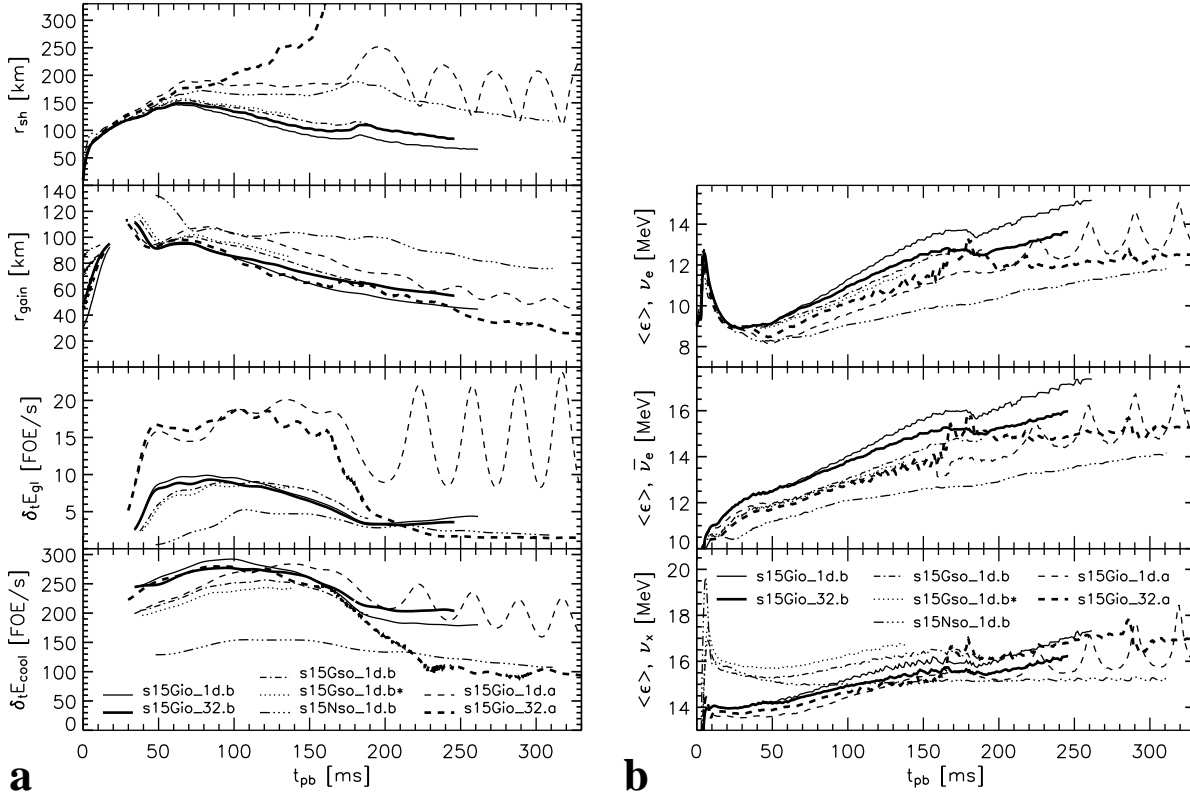 300
250
200
150
100
50
r_sh [km]
140
120
100
80
60
40
20
r_gain [km]
20
15
10
5
δ_tE_gl [FOE/s]
300
250
200
150
100
50
0
δ_tE_cool [FOE/s]
s15Gio_1d.b
s15Gio_32.b
s15Gso_1d.b
s15Gso_1d.b*
s15Nso_1d.b
s15Gio_1d.a
s15Gio_32.a
0 50 100 150 200 250 300
t_pb [ms]
a
14
12
10
8
<ϵ>, ν_e [MeV]
16
14
12
10
<ϵ>, ν̅_e [MeV]
20
18
16
14
<ϵ>, ν_x [MeV]
s15Gio_1d.b
s15Gio_32.b
s15Gso_1d.b
s15Gso_1d.b*
s15Nso_1d.b
s15Gio_1d.a
s15Gio_32.a
0 50 100 150 200 250 300
t_pb [ms]
b